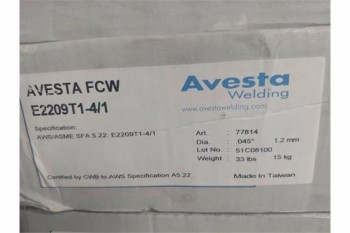 AVESTA FCW
E2209T1-4/1
Avesta
Welding
www.avestawelding.com
Specification:
AWS/ASME SFA 5.22: E2209T1-4/1
Art. : 77814
Dia. : .045" 1.2 mm
Lot No : 51C08100
Weight : 33 lbs 15 kg
Certified by CWB to AWS Specification A5.22
Made In Taiwan